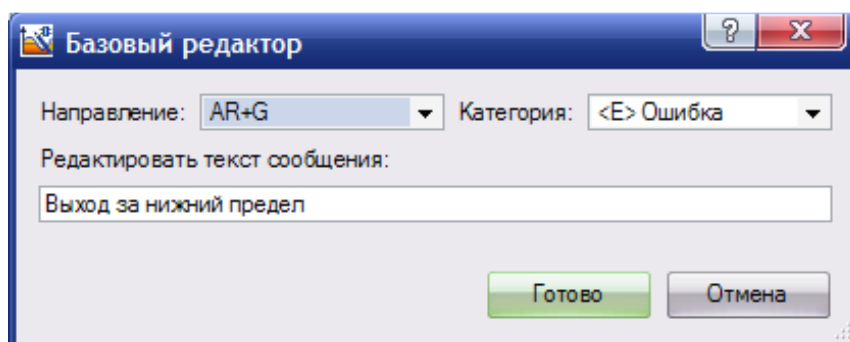 Базовый редактор
Направление: AR+G Категория: <E> Ошибка
Редактировать текст сообщения:
Выход за нижний предел
Готово Отмена